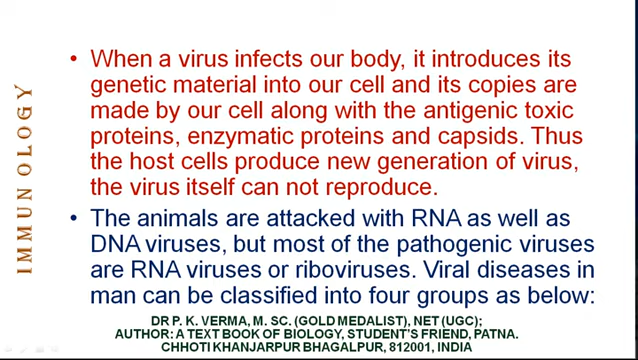 IMMUNOLOGY
• When a virus infects our body, it introduces its
genetic material into our cell and its copies are
made by our cell along with the antigenic toxic
proteins, enzymatic proteins and capsids. Thus
the host cells produce new generation of virus,
the virus itself can not reproduce.
• The animals are attacked with RNA as well as
DNA viruses, but most of the pathogenic viruses
are RNA viruses or riboviruses. Viral diseases in
man can be classified into four groups as below:
DR P. K. VERMA, M. SC. (GOLD MEDALIST), NET (UGC);
AUTHOR: A TEXT BOOK OF BIOLOGY, STUDENT'S FRIEND, PATNA.
CHHOTI KHANJARPUR BHAGALPUR, 812001, INDIA